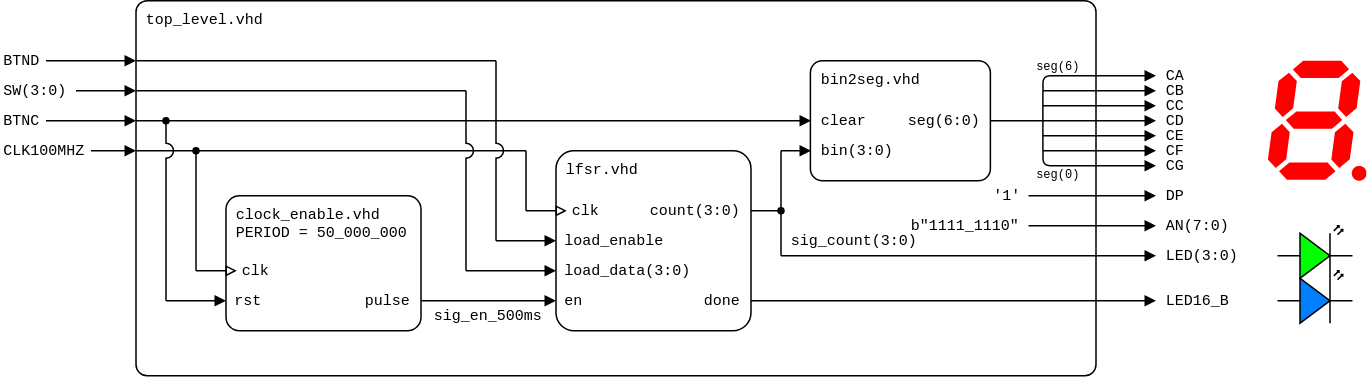 top_level.vhd
BTND
SW(3:0)
BTNC
CLK100MHZ
clock_enable.vhd
PERIOD = 50_000_000
clk
rst
pulse
sig_en_500ms
lfsr.vhd
clk
count(3:0)
load_enable
load_data(3:0)
en
done
bin2seg.vhd
clear
seg(6:0)
bin(3:0)
sig_count(3:0)
seg(6)
seg(0)
'1'
b"1111_1110"
CA
CB
CC
CD
CE
CF
CG
DP
AN(7:0)
LED(3:0)
LED16_B